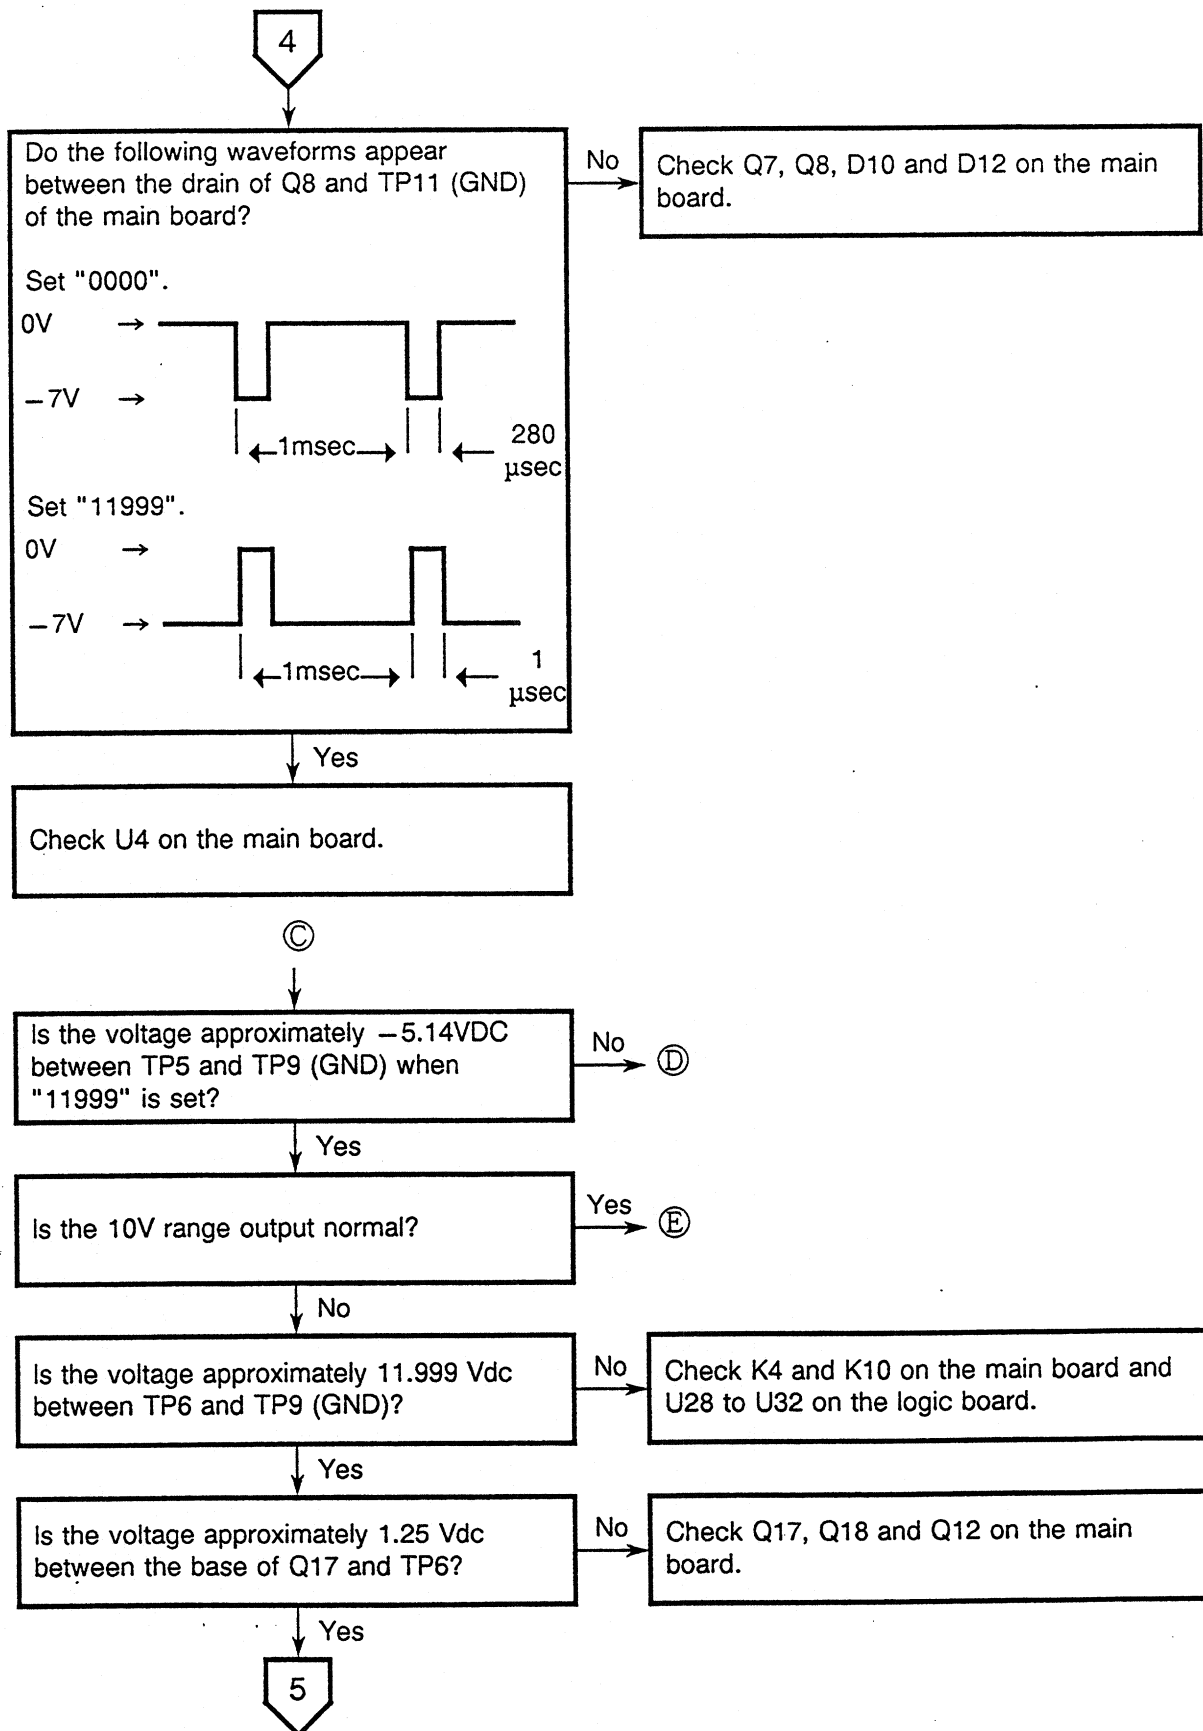 4
Do the following waveforms appear
between the drain of Q8 and TP11 (GND)
of the main board?
No
Check Q7, Q8, D10 and D12 on the main
board.
Set "0000".
0V →
−7V →
1msec
280
µsec
Set "11999".
0V →
−7V →
1msec
1
µsec
Yes
Check U4 on the main board.
Ⓒ
Is the voltage approximately −5.14VDC
between TP5 and TP9 (GND) when
"11999" is set?
No
Ⓓ
Yes
Is the 10V range output normal?
Yes
Ⓔ
No
Is the voltage approximately 11.999 Vdc
between TP6 and TP9 (GND)?
No
Check K4 and K10 on the main board and
U28 to U32 on the logic board.
Yes
Is the voltage approximately 1.25 Vdc
between the base of Q17 and TP6?
No
Check Q17, Q18 and Q12 on the main
board.
Yes
5